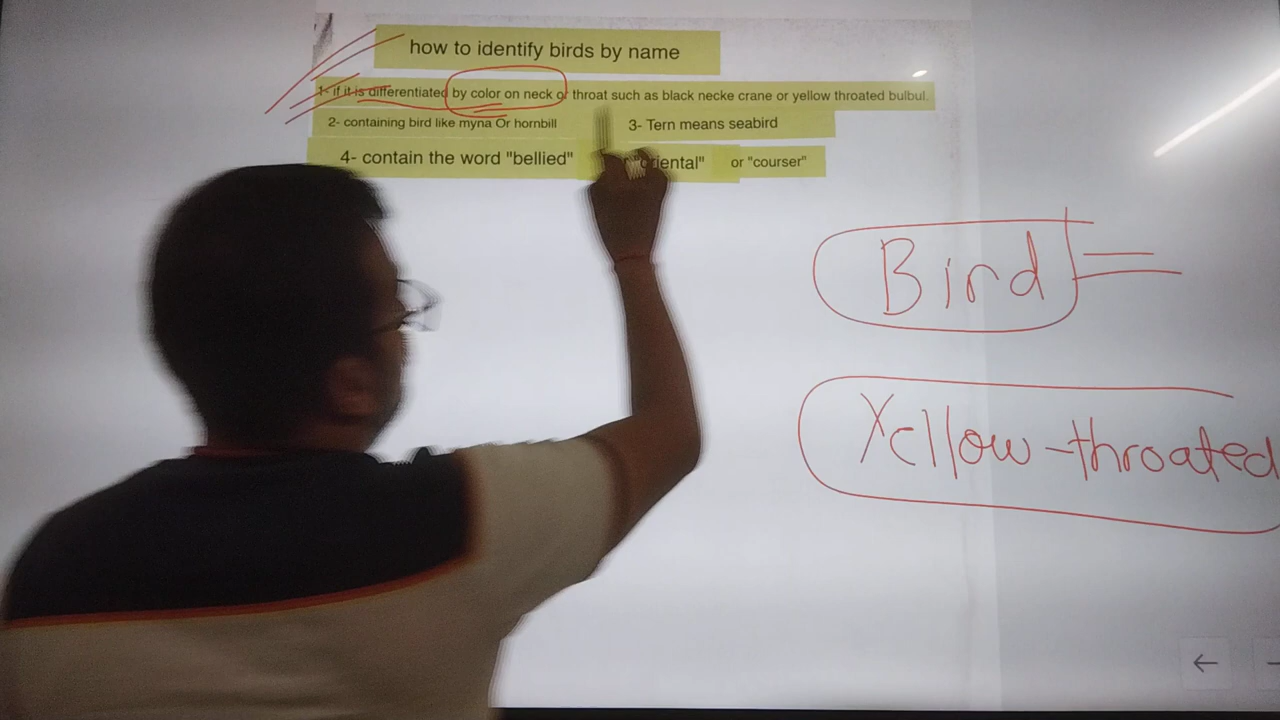 how to identify birds by name
1- if it is differentiated by color on neck or throat such as black necke crane or yellow throated bulbul.
2- containing bird like myna Or hornbill 3- Tern means seabird
4- contain the word "bellied" "oriental" or "courser"
Bird =
Yellow-throated